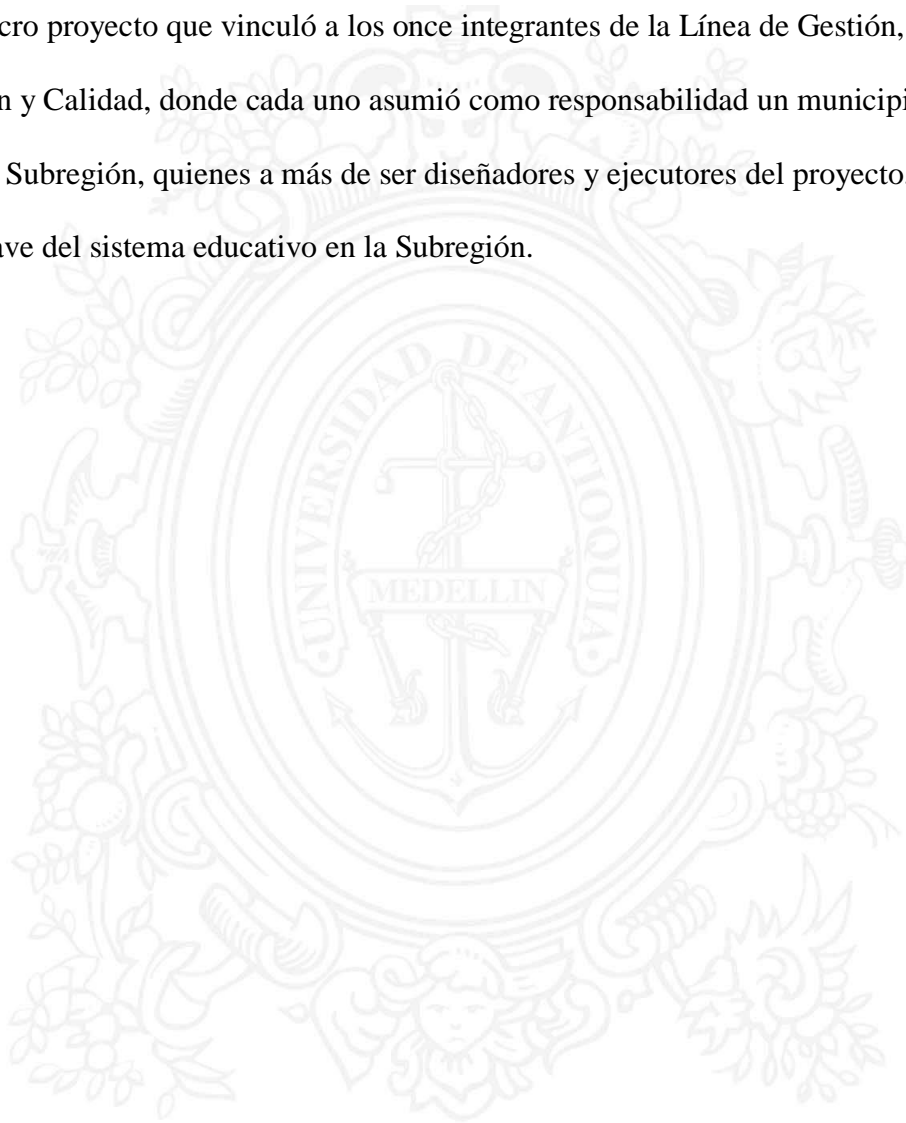 cro proyecto que vinculó a los once integrantes de la Línea de Gestión,
n y Calidad, donde cada uno asumió como responsabilidad un municipi
Subregión, quienes a más de ser diseñadores y ejecutores del proyecto
ave del sistema educativo en la Subregión.
UNIVERSIDAD DE ANTIOQUIA
MEDELLIN